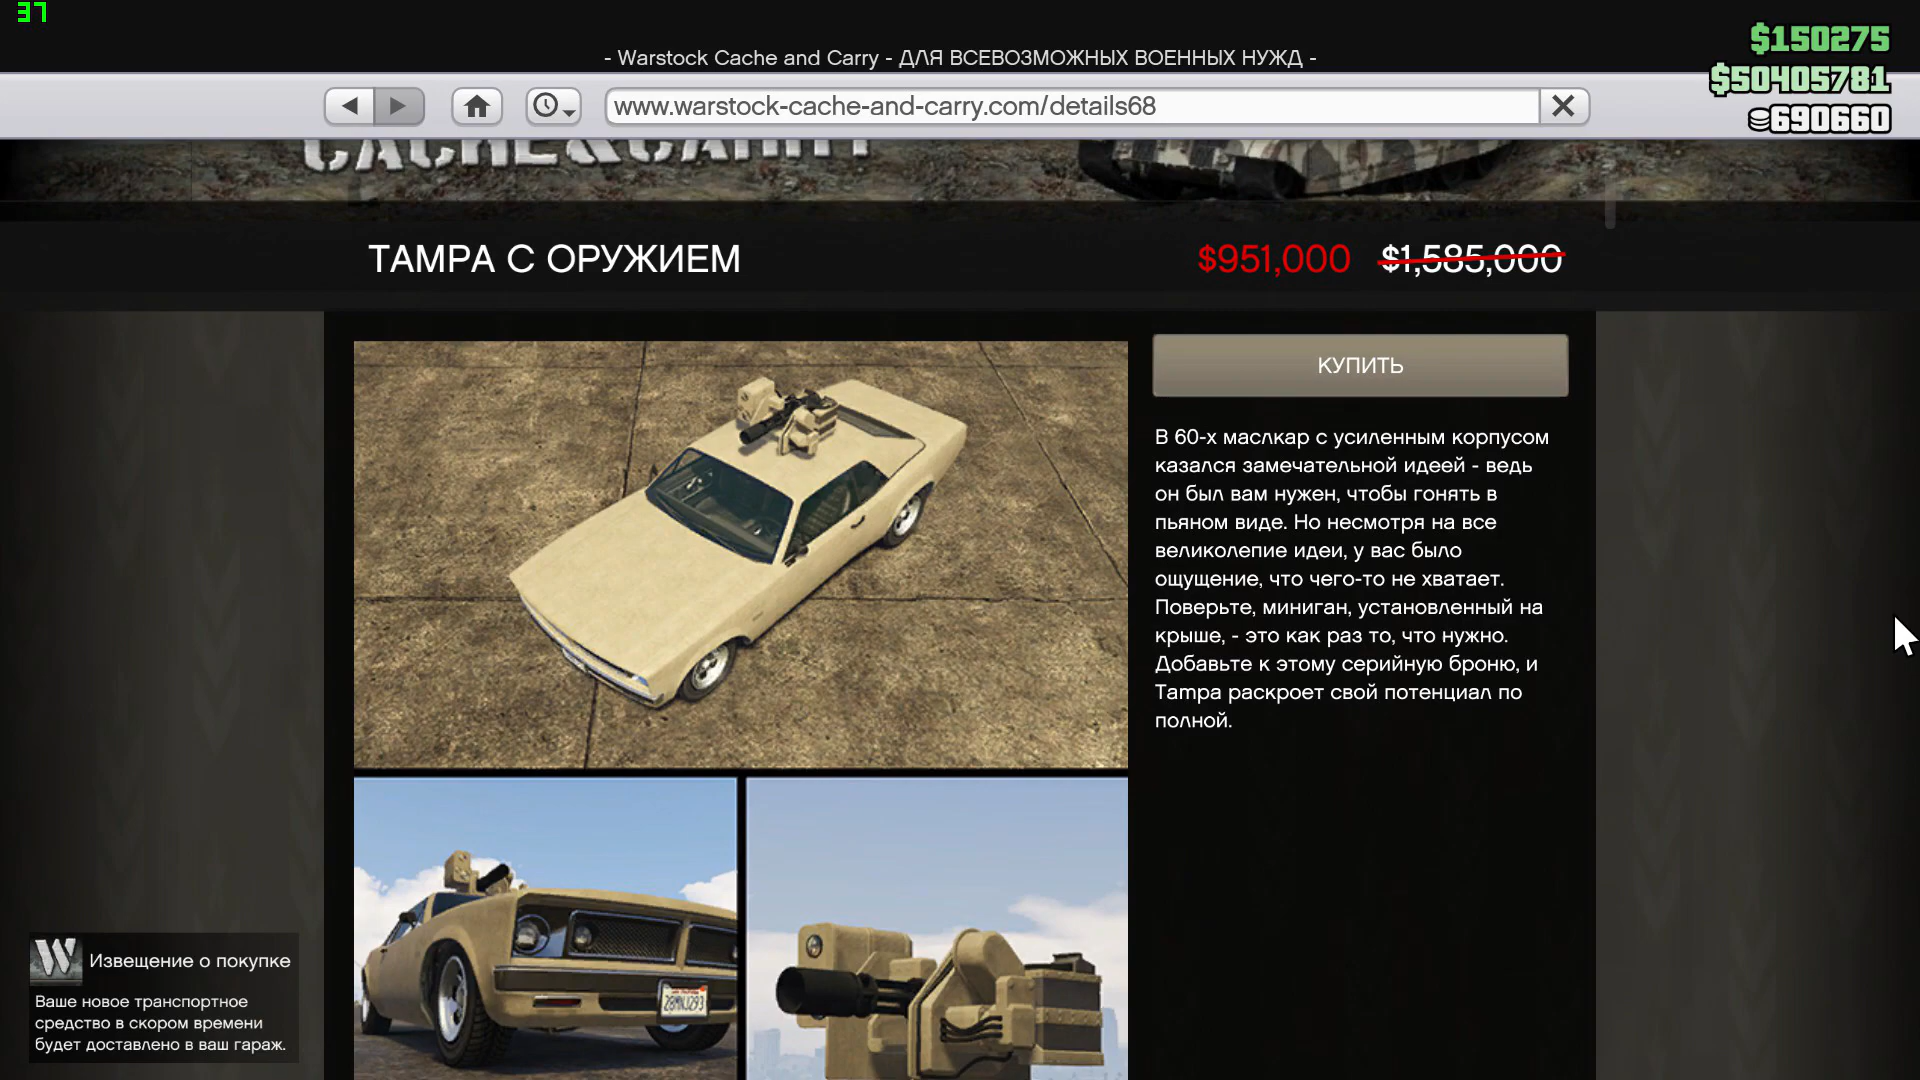 37
$150275
- Warstock Cache and Carry - ДЛЯ ВСЕВОЗМОЖНЫХ ВОЕННЫХ НУЖД -
$50405781
www.warstock-cache-and-carry.com/details68
690660
CACHE&CARRY
TAMPA С ОРУЖИЕМ
$951,000 $1,585,000
КУПИТЬ
В 60-х маслкар с усиленным корпусом
казался замечательной идеей - ведь
он был вам нужен, чтобы гонять в
пьяном виде. Но несмотря на все
великолепие идеи, у вас было
ощущение, что чего-то не хватает.
Поверьте, миниган, установленный на
крыше, - это как раз то, что нужно.
Добавьте к этому серийную броню, и
Tampa раскроет свой потенциал по
полной.
28MNJ293
W Извещение о покупке
Ваше новое транспортное
средство в скором времени
будет доставлено в ваш гараж.